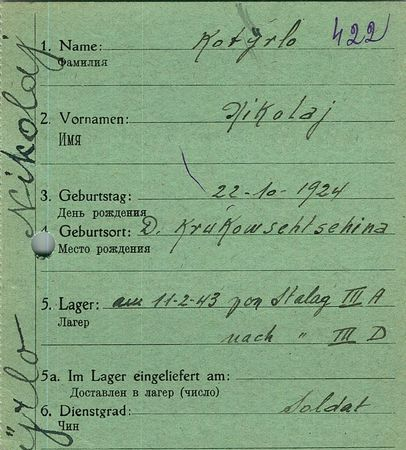 422
1. Name: Kotyrlo
Фамилия
2. Vornamen: Nikolaj
Имя
3. Geburtstag: 22-10-1924
День рождения
4. Geburtsort: D. Krukowschtschina
Место рождения
5. Lager: am 11-2-43 von Stalag III A
Лагер
nach " III D
5a. Im Lager eingeliefert am:
Доставлен в лагер (число)
6. Dienstgrad: Soldat
Чин
Nikolaj